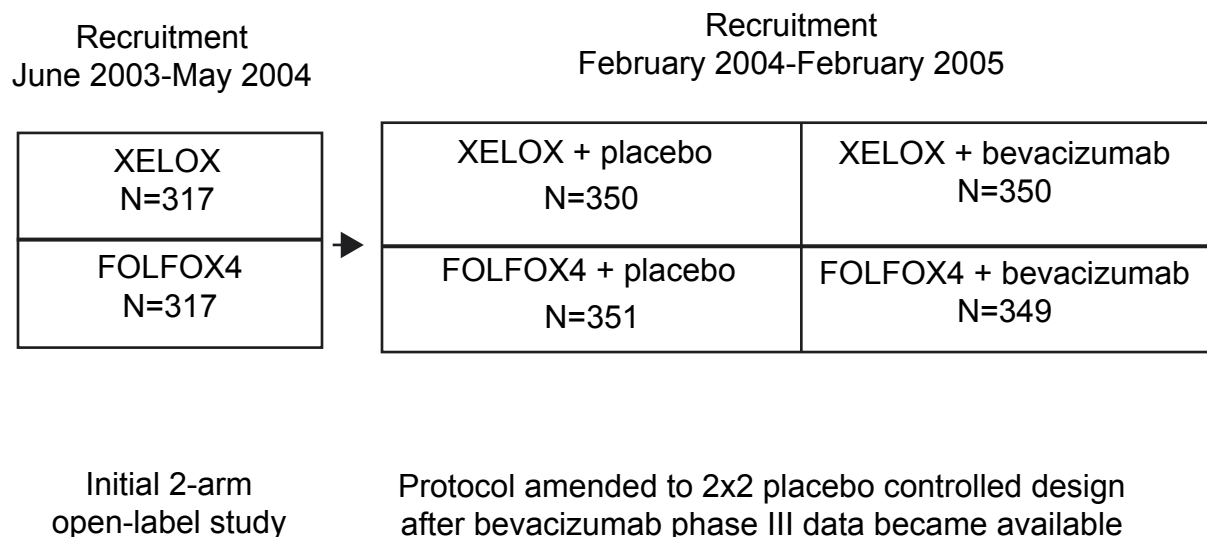 Recruitment
June 2003-May 2004
Recruitment
February 2004-February 2005
XELOX
N=317
FOLFOX4
N=317
XELOX + placebo
N=350
XELOX + bevacizumab
N=350
FOLFOX4 + placebo
N=351
FOLFOX4 + bevacizumab
N=349
Initial 2-arm
open-label study
Protocol amended to 2x2 placebo controlled design
after bevacizumab phase III data became available